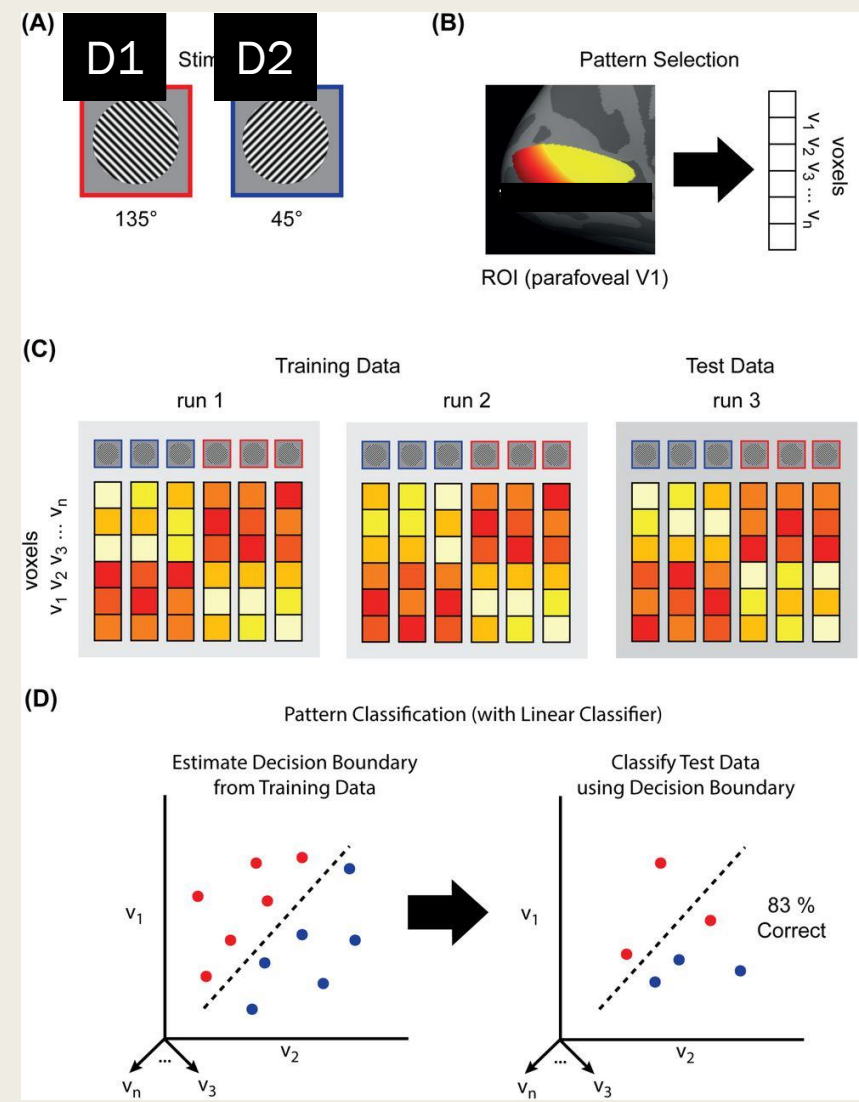 (A)
D1
D2
Stim
135°
45°
(B)
Pattern Selection
ROI (parafoveal V1)
voxels
v1 v2 v3 ... vn
(C)
Training Data
Test Data
run 1
run 2
run 3
voxels
v1 v2 v3 ... vn
(D)
Pattern Classification (with Linear Classifier)
Estimate Decision Boundary
from Training Data
v1
v2
...
vn
v3
Classify Test Data
using Decision Boundary
83 %
Correct
v1
v2
...
vn
v3